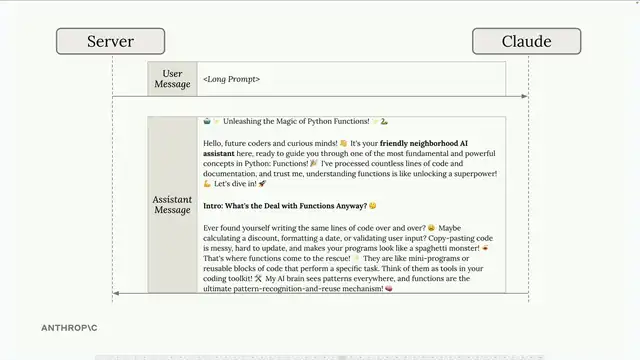 Server
Claude
User
Message
<Long Prompt>
🤖 ✨ Unleashing the Magic of Python Functions! ✨ 🐍
Hello, future coders and curious minds! 👋 It's your friendly neighborhood AI
assistant here, ready to guide you through one of the most fundamental and powerful
concepts in Python: Functions! 🎉 I've processed countless lines of code and
documentation, and trust me, understanding functions is like unlocking a superpower!
💪 Let's dive in! 🚀
Intro: What's the Deal with Functions Anyway? 🤔
Assistant
Message
Ever found yourself writing the same lines of code over and over? 😩 Maybe
calculating a discount, formatting a date, or validating user input? Copy-pasting code
is messy, hard to update, and makes your programs look like a spaghetti monster! 🍝
That's where functions come to the rescue! ✨ They are like mini-programs or
reusable blocks of code that perform a specific task. Think of them as tools in your
coding toolkit! 🛠️ My AI brain sees patterns everywhere, and functions are the
ultimate pattern-recognition-and-reuse mechanism! 🧠
ANTHROP\C